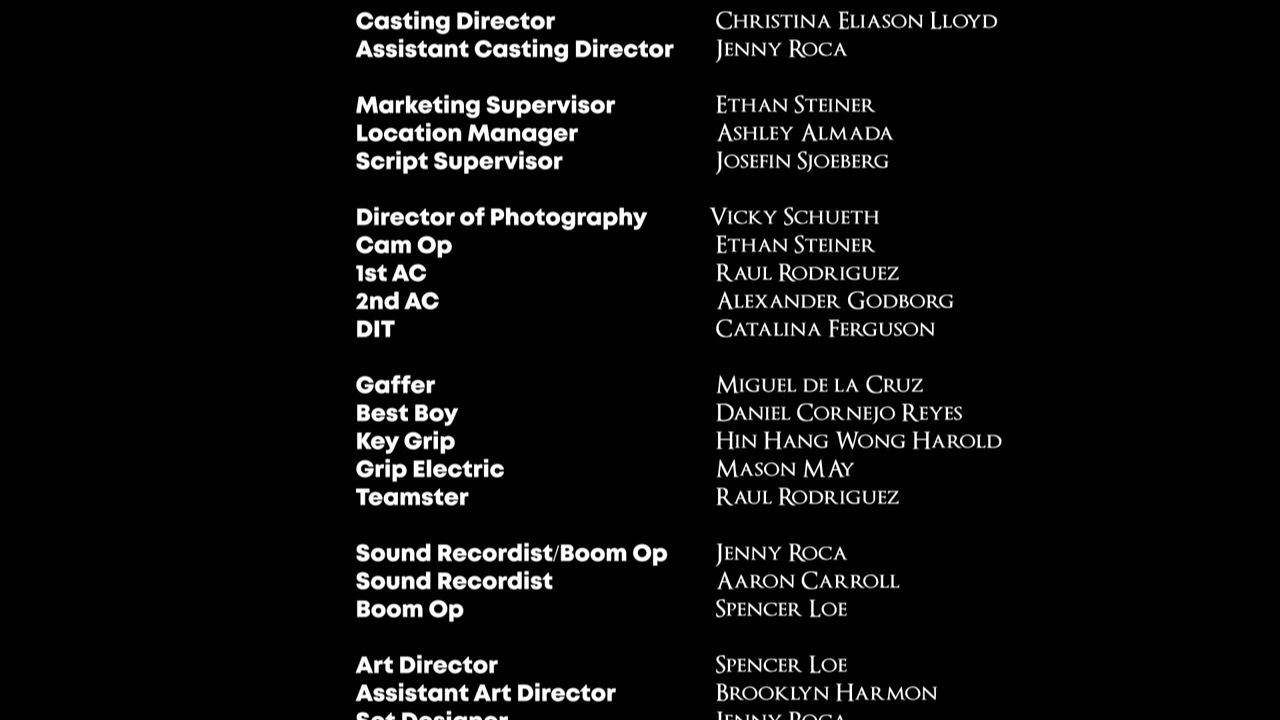 Casting Director CHRISTINA ELIASON LLOYD
Assistant Casting Director JENNY ROCA
Marketing Supervisor ETHAN STEINER
Location Manager ASHLEY ALMADA
Script Supervisor JOSEFIN SJOEBERG
Director of Photography VICKY SCHUETH
Cam Op ETHAN STEINER
1st AC RAUL RODRIGUEZ
2nd AC ALEXANDER GODBORG
DIT CATALINA FERGUSON
Gaffer MIGUEL DE LA CRUZ
Best Boy DANIEL CORNEJO REYES
Key Grip HIN HANG WONG HAROLD
Grip Electric MASON MAY
Teamster RAUL RODRIGUEZ
Sound Recordist/Boom Op JENNY ROCA
Sound Recordist AARON CARROLL
Boom Op SPENCER LOE
Art Director SPENCER LOE
Assistant Art Director BROOKLYN HARMON
Set Designer JENNY ROCA